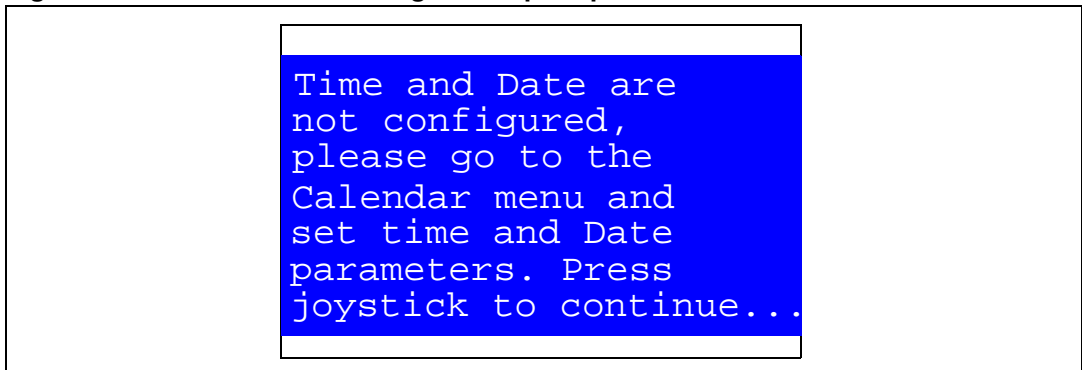 Time and Date are
not configured,
please go to the
Calendar menu and
set time and Date
parameters. Press
joystick to continue...